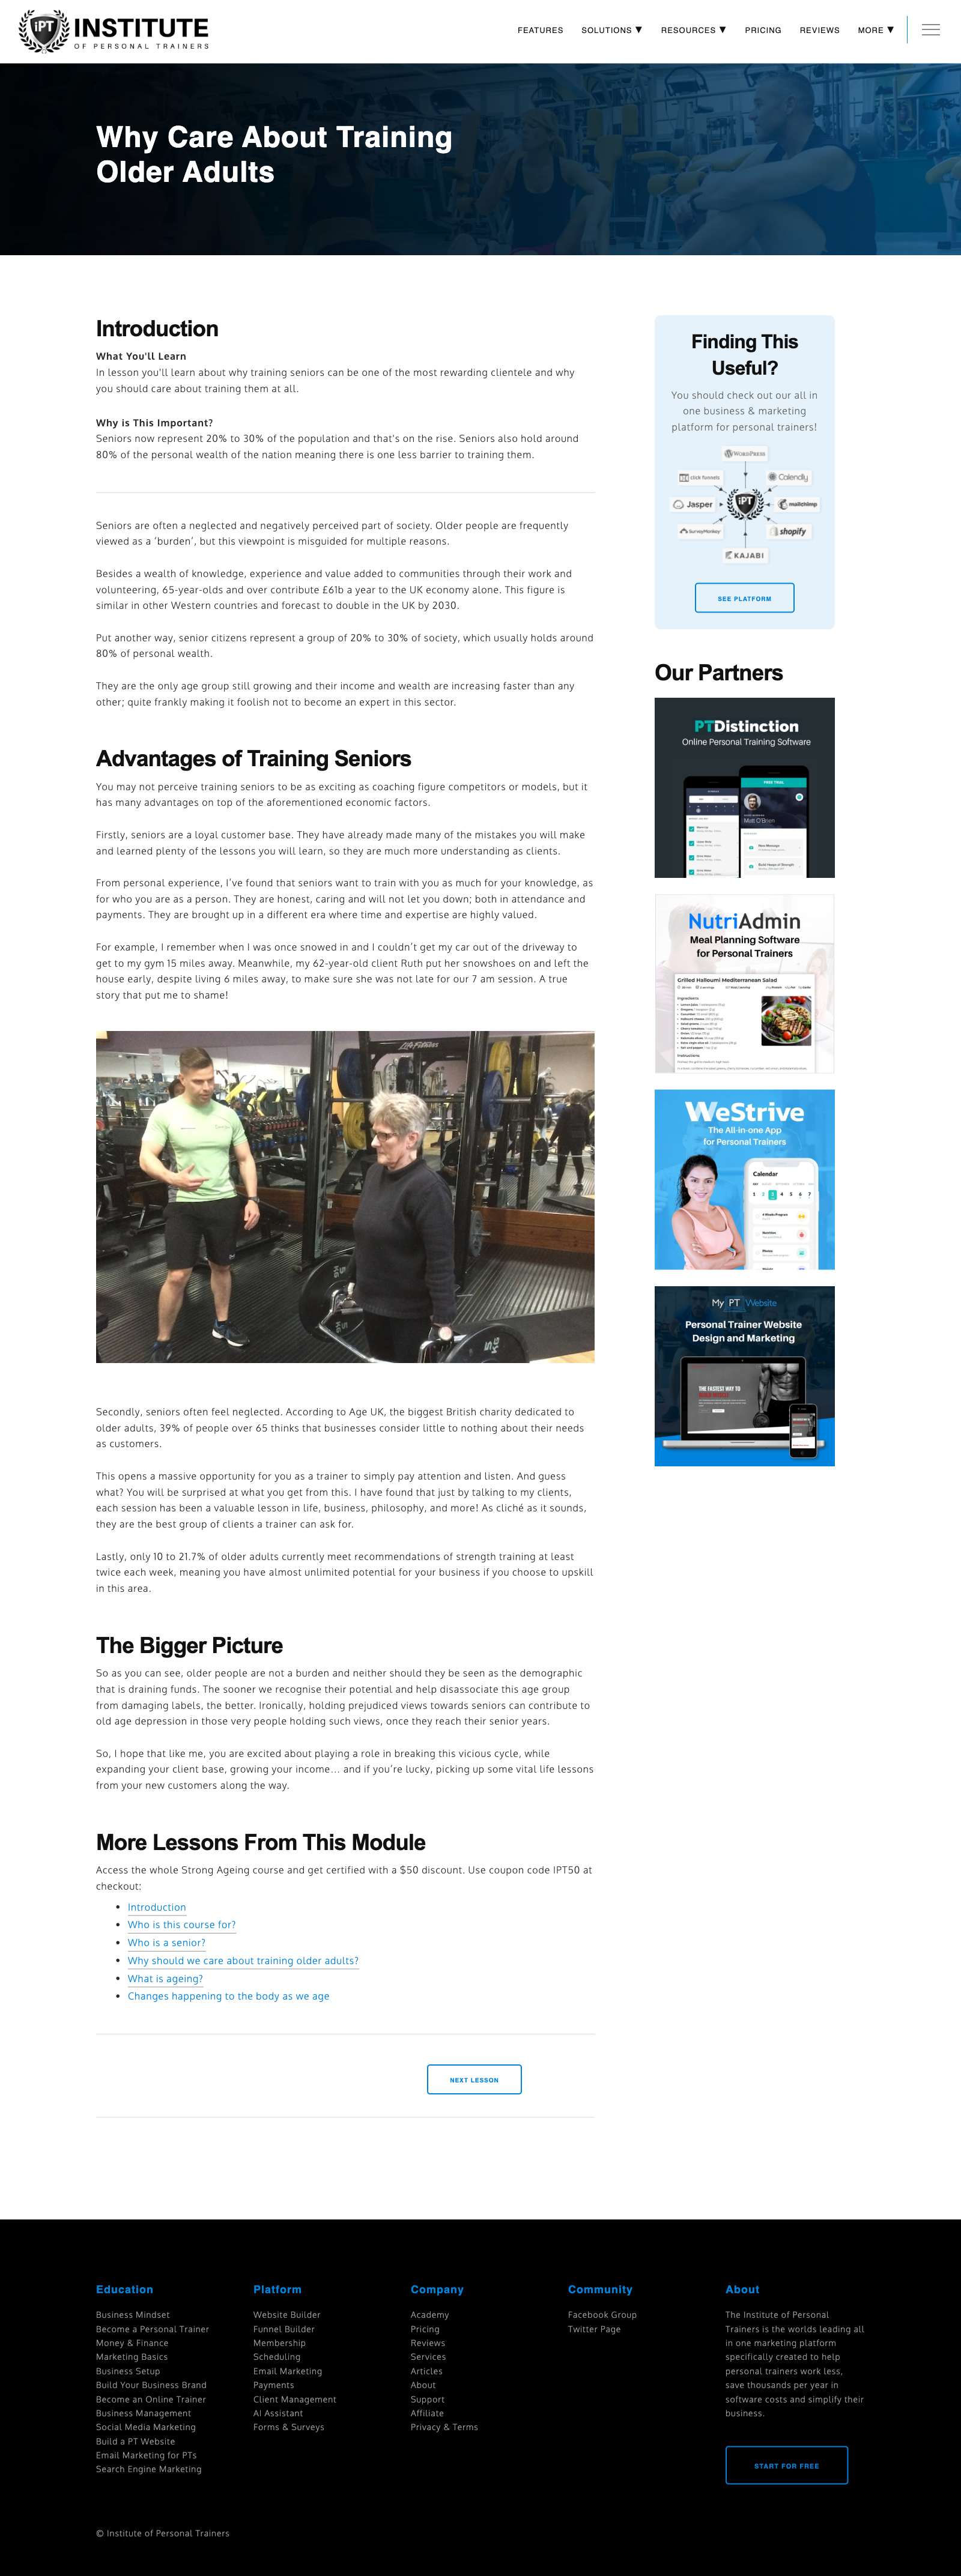 iPT INSTITUTE
OF PERSONAL TRAINERS
FEATURES SOLUTIONS ▼ RESOURCES ▼ PRICING REVIEWS MORE ▼
Why Care About Training
Older Adults
Introduction
What You'll Learn
In lesson you'll learn about why training seniors can be one of the most rewarding clientele and why
you should care about training them at all.
Why is This Important?
Seniors now represent 20% to 30% of the population and that's on the rise. Seniors also hold around
80% of the personal wealth of the nation meaning there is one less barrier to training them.
Seniors are often a neglected and negatively perceived part of society. Older people are frequently
viewed as a ‘burden’, but this viewpoint is misguided for multiple reasons.
Besides a wealth of knowledge, experience and value added to communities through their work and
volunteering, 65-year-olds and over contribute £61b a year to the UK economy alone. This figure is
similar in other Western countries and forecast to double in the UK by 2030.
Put another way, senior citizens represent a group of 20% to 30% of society, which usually holds around
80% of personal wealth.
They are the only age group still growing and their income and wealth are increasing faster than any
other; quite frankly making it foolish not to become an expert in this sector.
Advantages of Training Seniors
You may not perceive training seniors to be as exciting as coaching figure competitors or models, but it
has many advantages on top of the aforementioned economic factors.
Firstly, seniors are a loyal customer base. They have already made many of the mistakes you will make
and learned plenty of the lessons you will learn, so they are much more understanding as clients.
From personal experience, I’ve found that seniors want to train with you as much for your knowledge, as
for who you are as a person. They are honest, caring and will not let you down; both in attendance and
payments. They are brought up in a different era where time and expertise are highly valued.
For example, I remember when I was once snowed in and I couldn’t get my car out of the driveway to
get to my gym 15 miles away. Meanwhile, my 62-year-old client Ruth put her snowshoes on and left the
house early, despite living 6 miles away, to make sure she was not late for our 7 am session. A true
story that put me to shame!
Life Fitness
Secondly, seniors often feel neglected. According to Age UK, the biggest British charity dedicated to
older adults, 39% of people over 65 thinks that businesses consider little to nothing about their needs
as customers.
This opens a massive opportunity for you as a trainer to simply pay attention and listen. And guess
what? You will be surprised at what you get from this. I have found that just by talking to my clients,
each session has been a valuable lesson in life, business, philosophy, and more! As cliché as it sounds,
they are the best group of clients a trainer can ask for.
Lastly, only 10 to 21.7% of older adults currently meet recommendations of strength training at least
twice each week, meaning you have almost unlimited potential for your business if you choose to upskill
in this area.
The Bigger Picture
So as you can see, older people are not a burden and neither should they be seen as the demographic
that is draining funds. The sooner we recognise their potential and help disassociate this age group
from damaging labels, the better. Ironically, holding prejudiced views towards seniors can contribute to
old age depression in those very people holding such views, once they reach their senior years.
So, I hope that like me, you are excited about playing a role in breaking this vicious cycle, while
expanding your client base, growing your income… and if you’re lucky, picking up some vital life lessons
from your new customers along the way.
More Lessons From This Module
Access the whole Strong Ageing course and get certified with a $50 discount. Use coupon code IPT50 at
checkout:
• Introduction
• Who is this course for?
• Who is a senior?
• Why should we care about training older adults?
• What is ageing?
• Changes happening to the body as we age
NEXT LESSON
Finding This
Useful?
You should check out our all in
one business & marketing
platform for personal trainers!
WORDPRESS
click funnels
Calendly
Jasper
iPT
mailchimp
SurveyMonkey
shopify
KAJABI
SEE PLATFORM
Our Partners
PTDistinction
Online Personal Training Software
FREE TRIAL
Matt O'Brien
NutriAdmin
Meal Planning Software
for Personal Trainers
Grilled Halloumi Mediterranean Salad
Ingredients
Instructions
WeStrive
The All-in-one App
for Personal Trainers
Calendar
1 2 3 4 5 6 7
My PT Website
Personal Trainer Website
Design and Marketing
THE FASTEST WAY TO
Education
Business Mindset
Become a Personal Trainer
Money & Finance
Marketing Basics
Business Setup
Build Your Business Brand
Become an Online Trainer
Business Management
Social Media Marketing
Build a PT Website
Email Marketing for PTs
Search Engine Marketing
Platform
Website Builder
Funnel Builder
Membership
Scheduling
Email Marketing
Payments
Client Management
AI Assistant
Forms & Surveys
Company
Academy
Pricing
Reviews
Services
Articles
About
Support
Affiliate
Privacy & Terms
Community
Facebook Group
Twitter Page
About
The Institute of Personal
Trainers is the worlds leading all
in one marketing platform
specifically created to help
personal trainers work less,
save thousands per year in
software costs and simplify their
business.
START FOR FREE
© Institute of Personal Trainers